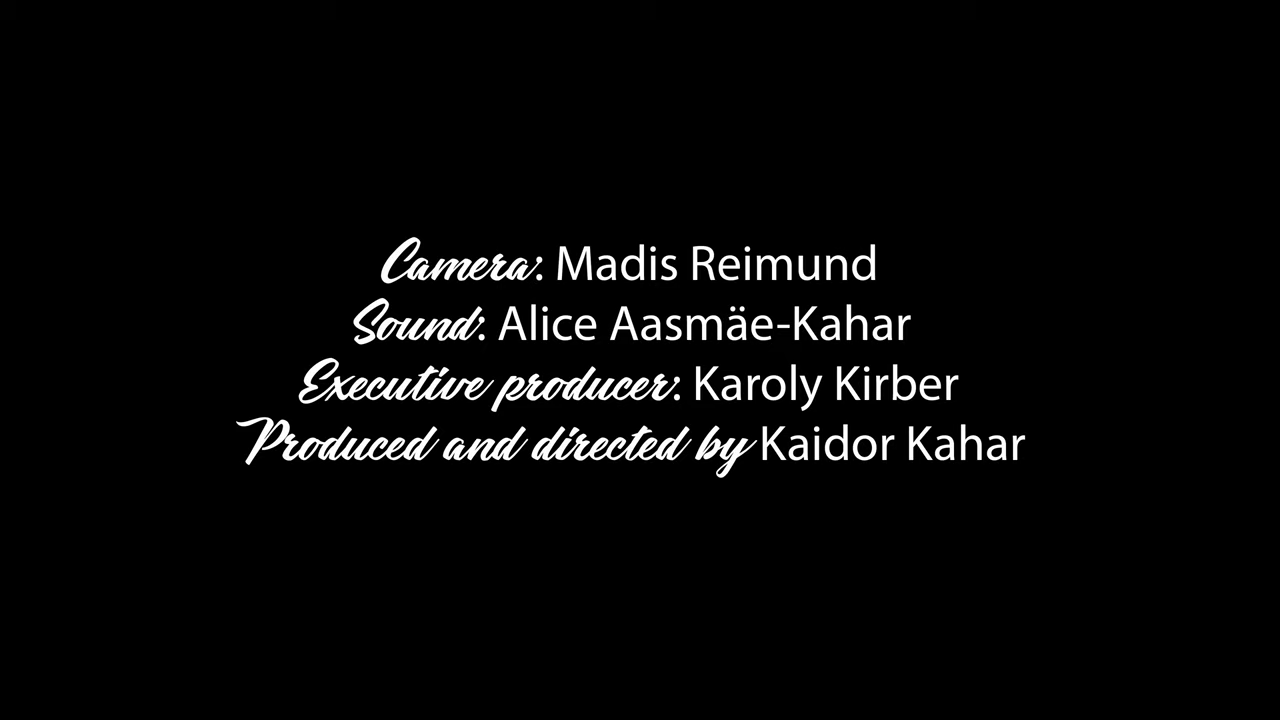 Camera: Madis Reimund
Sound: Alice Aasmäe-Kahar
Executive producer: Karoly Kirber
Produced and directed by Kaidor Kahar